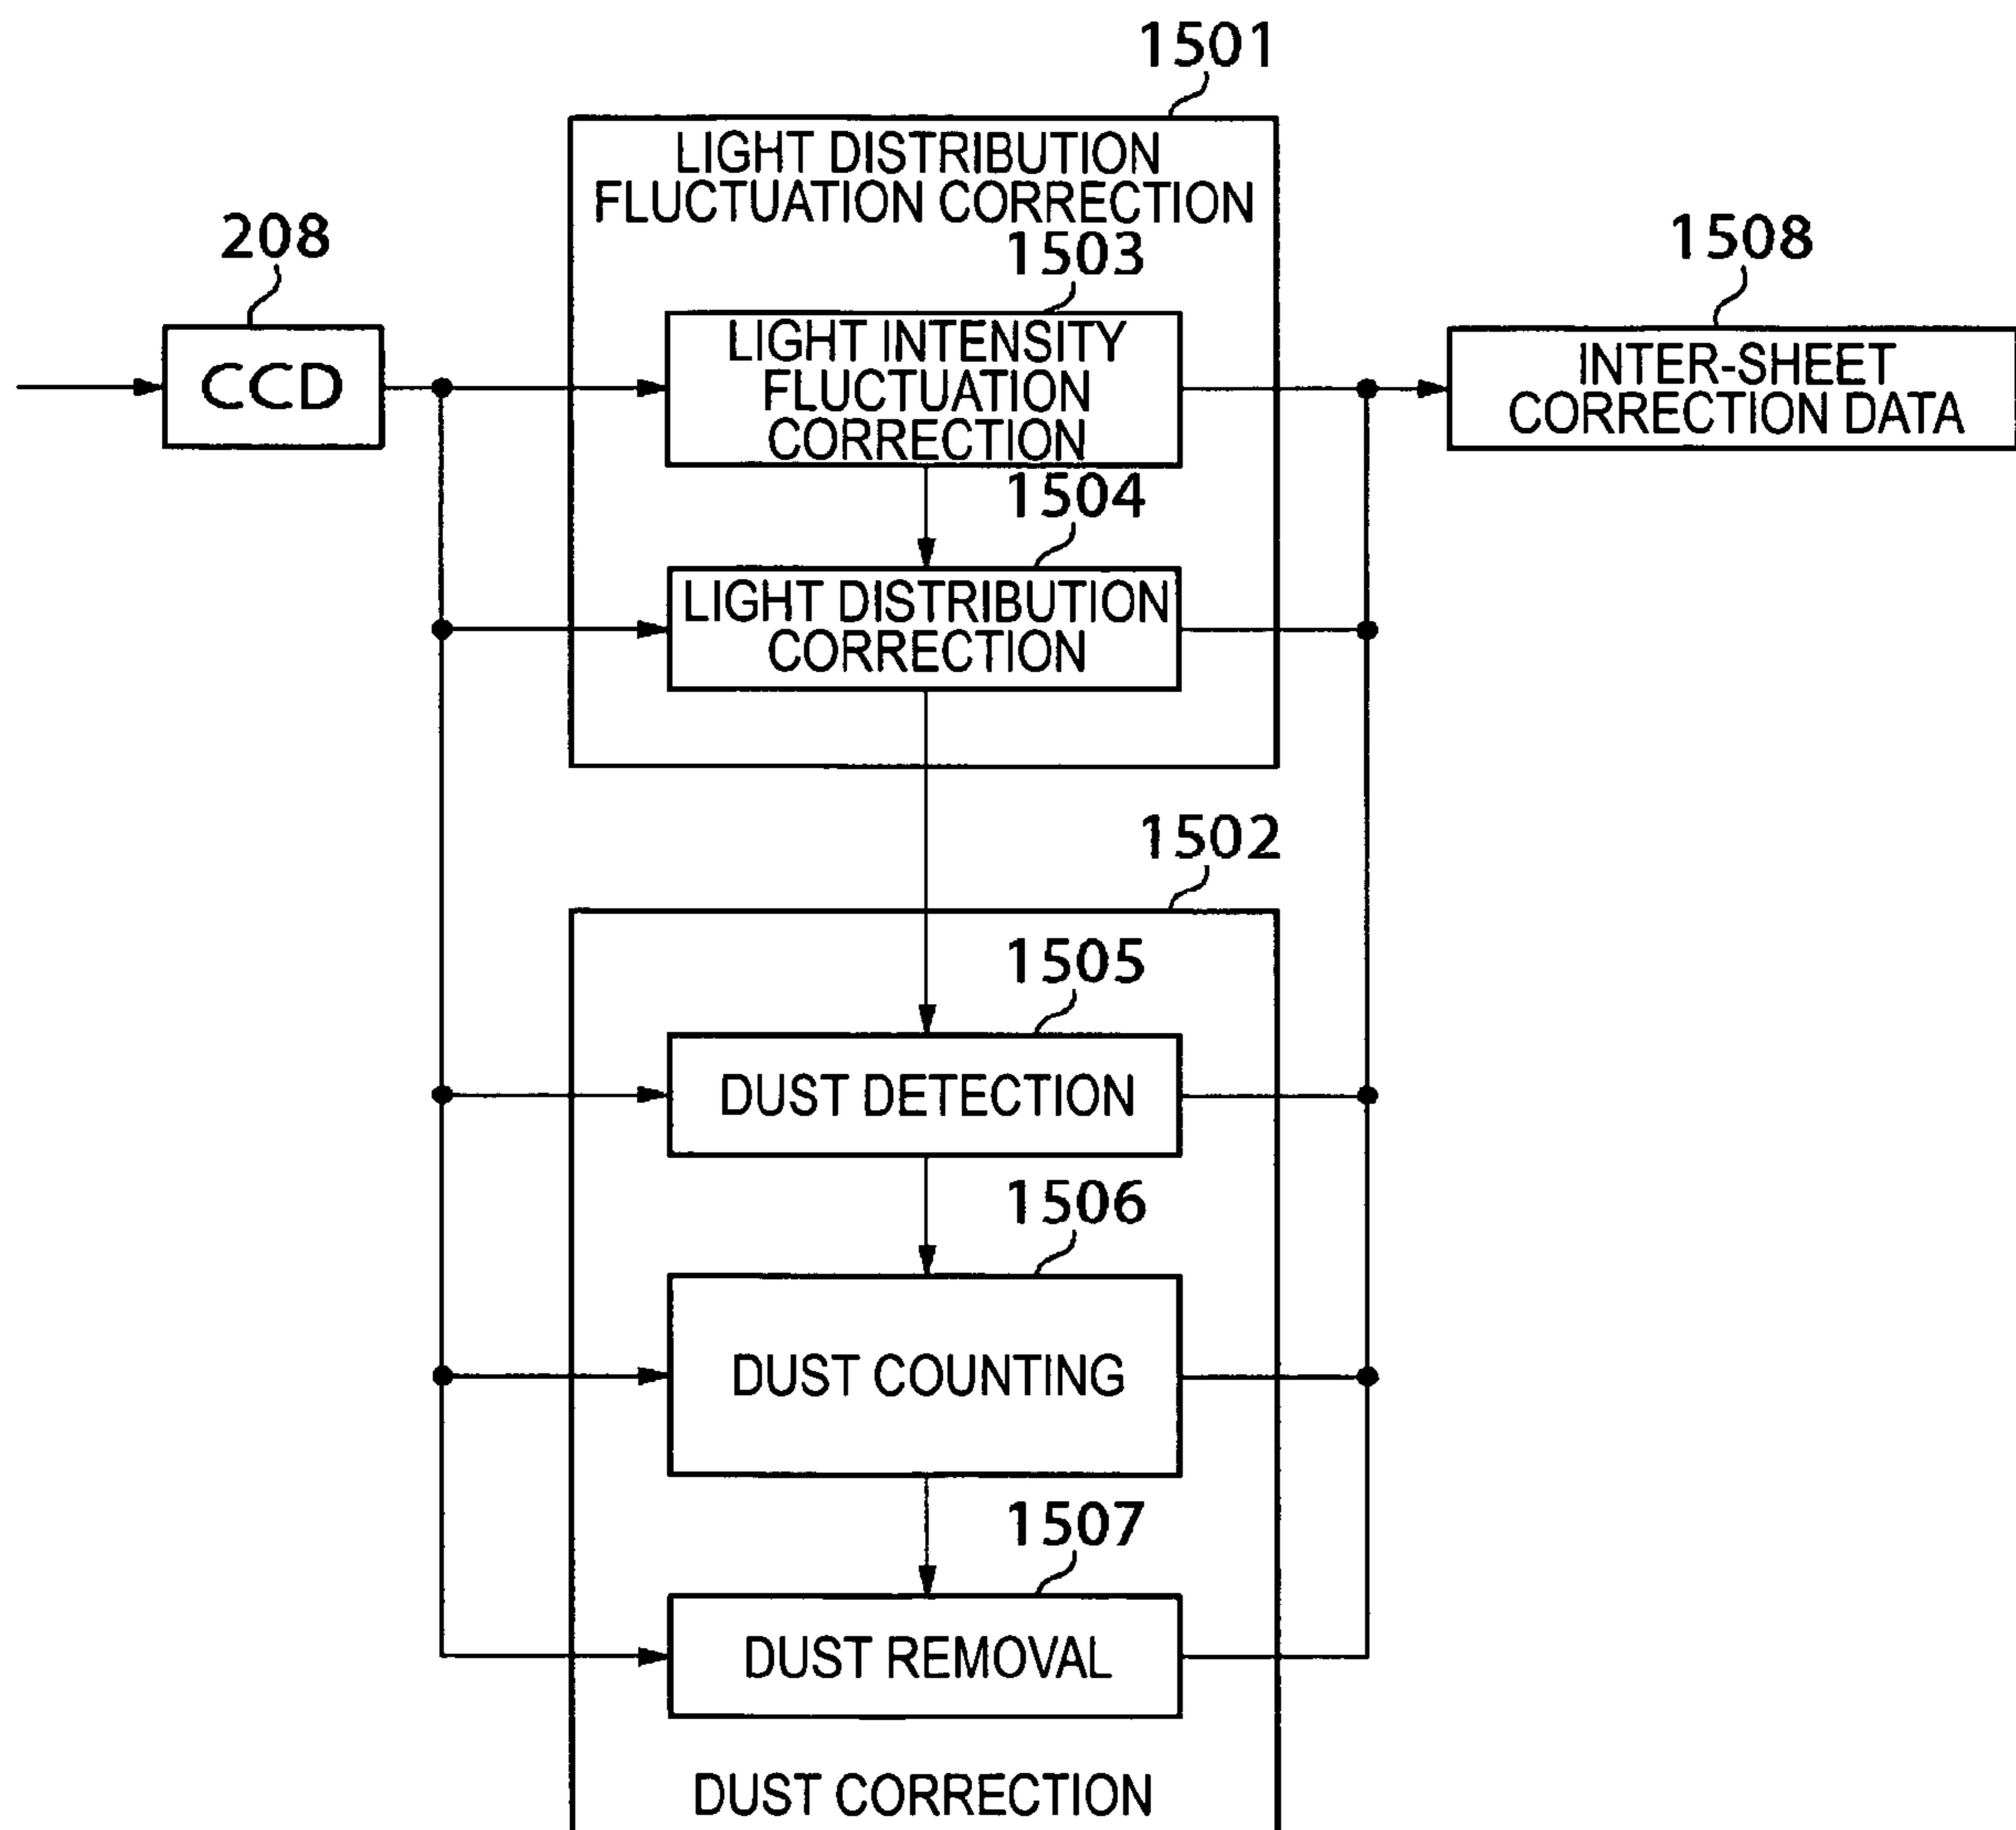 1501
LIGHT DISTRIBUTION
FLUCTUATION CORRECTION
208
1503
1508
CCD
LIGHT INTENSITY
FLUCTUATION
CORRECTION
INTER-SHEET
CORRECTION DATA
1504
LIGHT DISTRIBUTION
CORRECTION
1502
1505
DUST DETECTION
1506
DUST COUNTING
1507
DUST REMOVAL
DUST CORRECTION